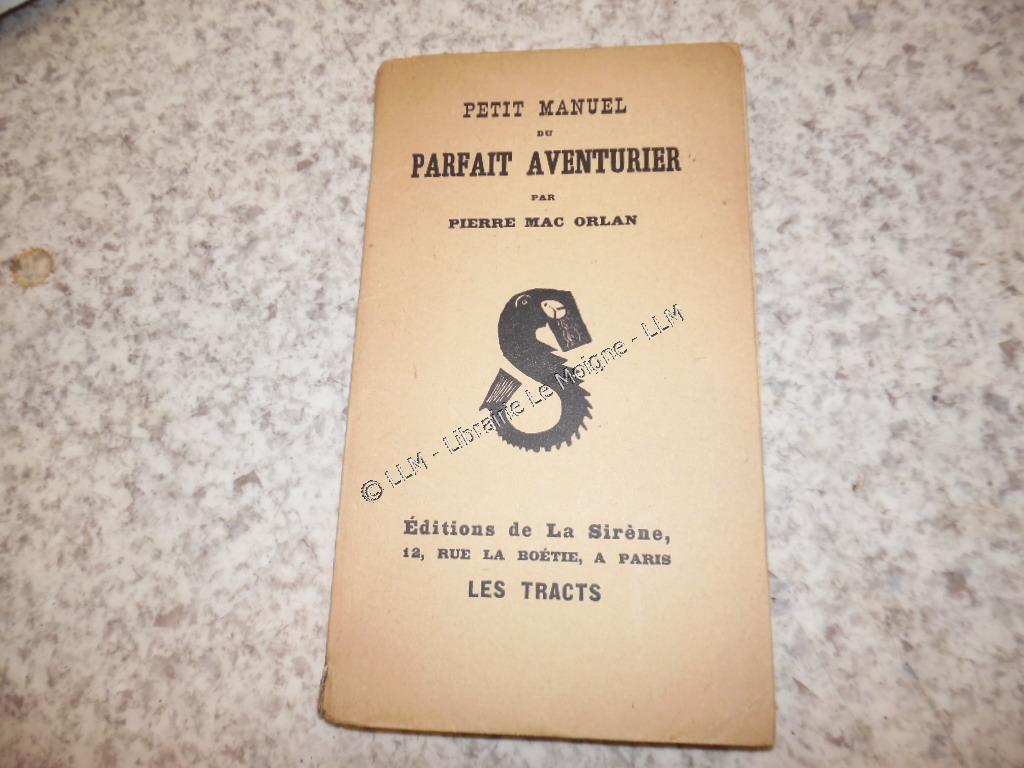 PETIT MANUEL
DU
PARFAIT AVENTURIER
PAR
PIERRE MAC ORLAN
© LLM - Librairie Le Moigne - LLM
Éditions de La Sirène,
12, RUE LA BOÉTIE, A PARIS
LES TRACTS